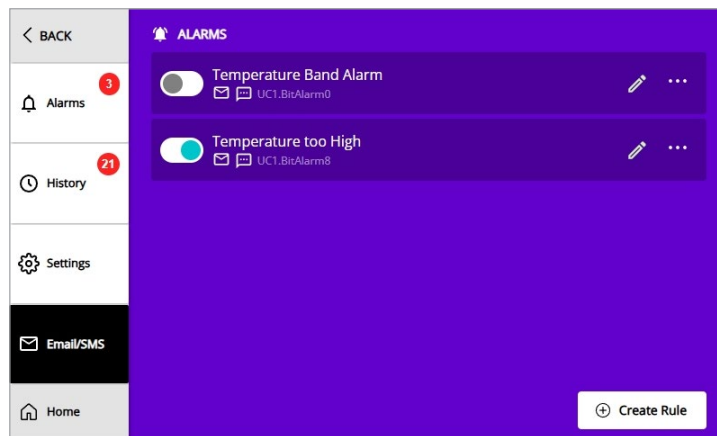 BACK
ALARMS
3
Alarms
21
History
Settings
Email/SMS
Home
Temperature Band Alarm
UC1.BitAlarm0
Temperature too High
UC1.BitAlarm8
Create Rule